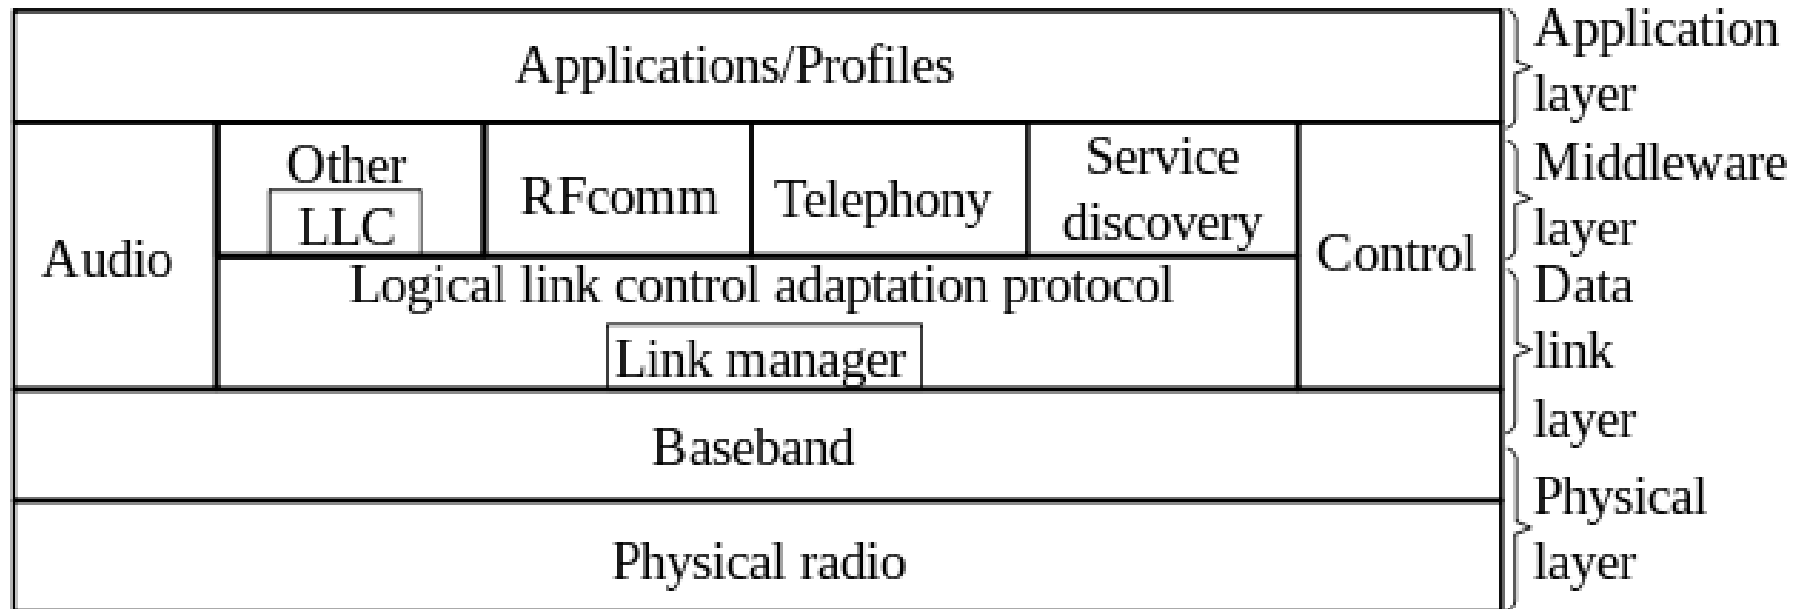 Applications/Profiles
Application
layer
Audio
Other
LLC
RFcomm
Telephony
Service
discovery
Control
Middleware
layer
Logical link control adaptation protocol
Link manager
Data
link
layer
Baseband
Physical radio
Physical
layer